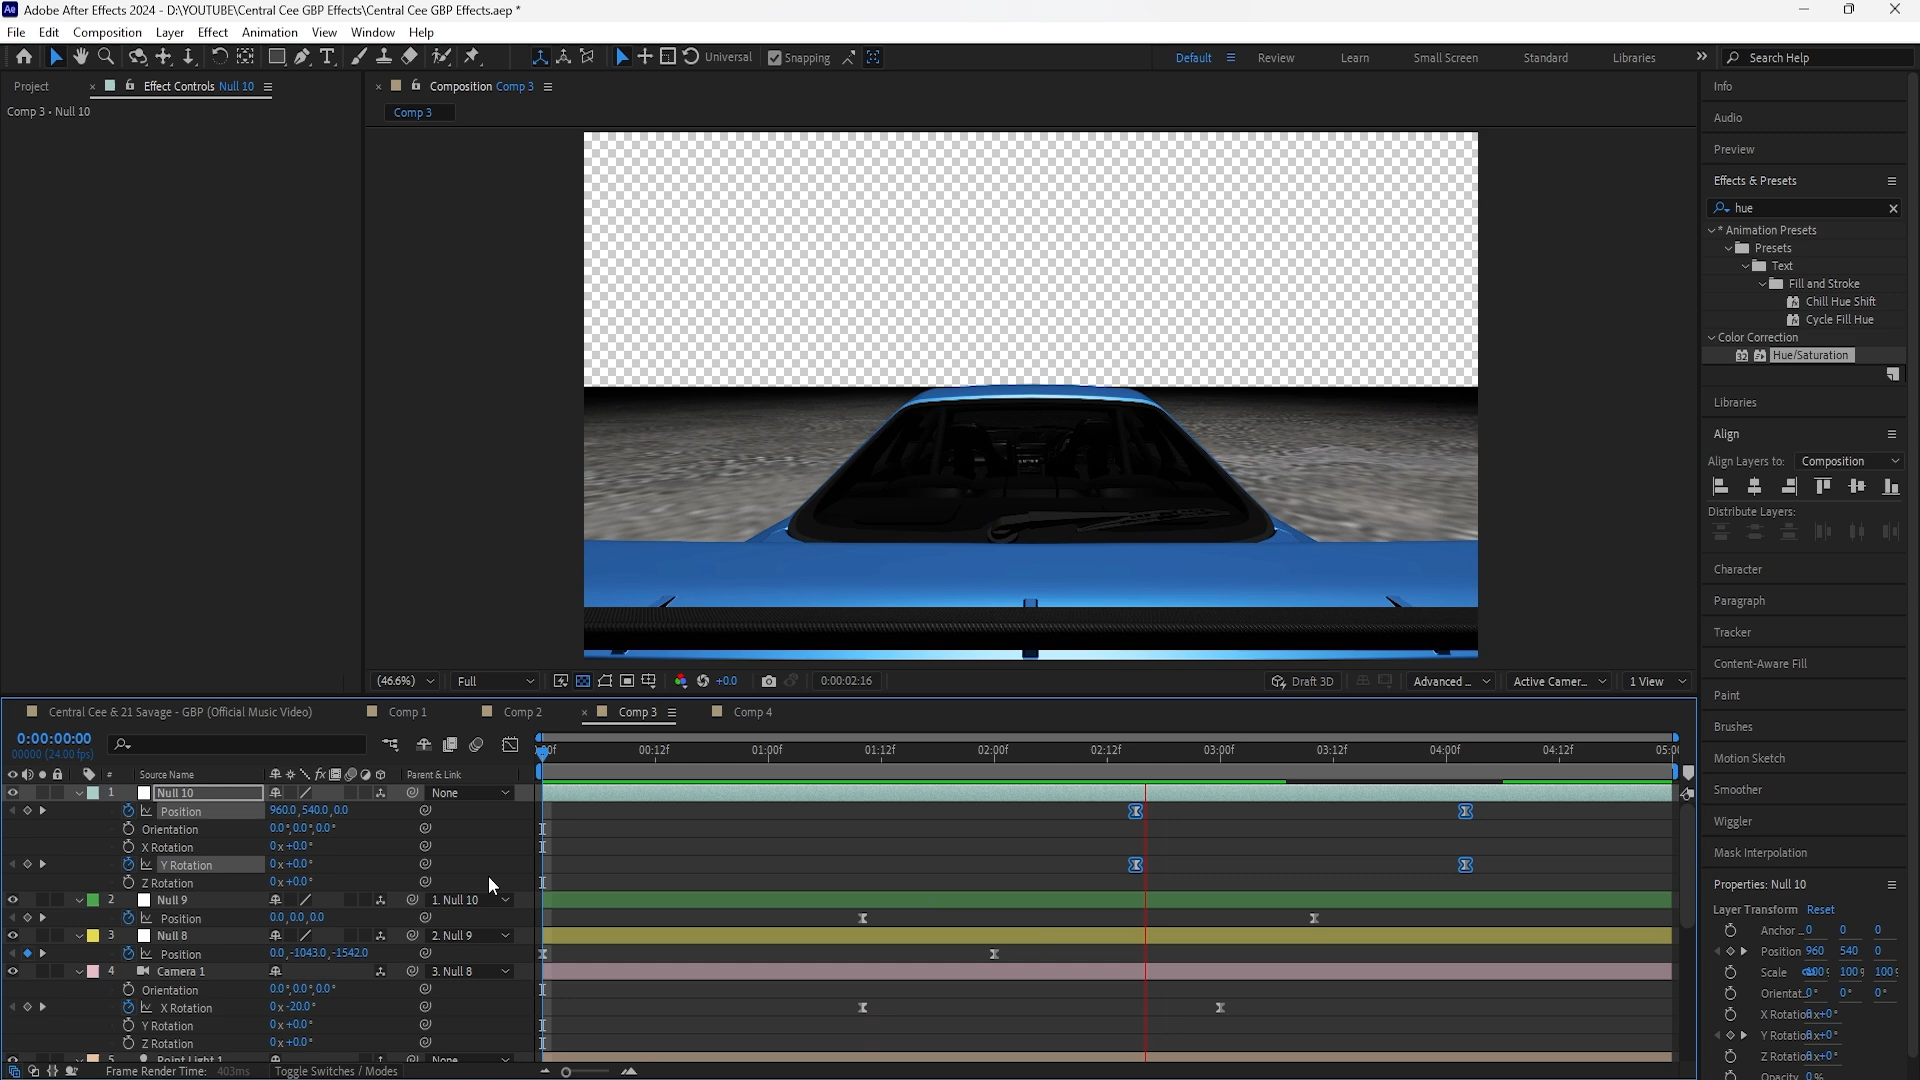 Adobe After Effects 2024 - D:\YOUTUBE\Central Cee GBP Effects\Central Cee GBP Effects.aep *
File Edit Composition Layer Effect Animation View Window Help
Universal Snapping Default Review Learn Small Screen Standard Libraries Search Help
Project Effect Controls Null 10 Composition Comp 3
Comp 3 • Null 10
Comp 3
Info
Audio
Preview
Effects & Presets
hue
* Animation Presets
Presets
Text
Fill and Stroke
Chill Hue Shift
Cycle Fill Hue
Color Correction
Hue/Saturation
Libraries
Align
Align Layers to: Composition
Distribute Layers:
Character
Paragraph
Tracker
Content-Aware Fill
Paint
Brushes
Motion Sketch
Smoother
Wiggler
Mask Interpolation
Properties: Null 10
Layer Transform Reset
Anchor ... 0 0 0
Position 960 540 0
Scale 100 100 100
Orientat... 0° 0° 0°
X Rotation x+0°
Y Rotation x+0°
Z Rotation x+0°
Opacity 0%
(46.6%) Full +0.0 0:00:02:16 Draft 3D Advanced ... Active Camer... 1 View
Central Cee & 21 Savage - GBP (Official Music Video) Comp 1 Comp 2 Comp 3 Comp 4
0:00:00:00
00000 (24.00 fps)
00:12f 01:00f 01:12f 02:00f 02:12f 03:00f 03:12f 04:00f 04:12f 05:00
# Source Name Parent & Link
1 Null 10 None
Position 960.0,540.0,0.0
Orientation 0.0°,0.0°,0.0°
X Rotation 0x+0.0°
Y Rotation 0x+0.0°
Z Rotation 0x+0.0°
2 Null 9 1. Null 10
Position 0.0,0.0,0.0
3 Null 8 2. Null 9
Position 0.0,-1043.0,-1542.0
4 Camera 1 3. Null 8
Orientation 0.0°,0.0°,0.0°
X Rotation 0x-20.0°
Y Rotation 0x+0.0°
Z Rotation 0x+0.0°
5 Point Light 1 None
Frame Render Time: 403ms Toggle Switches / Modes